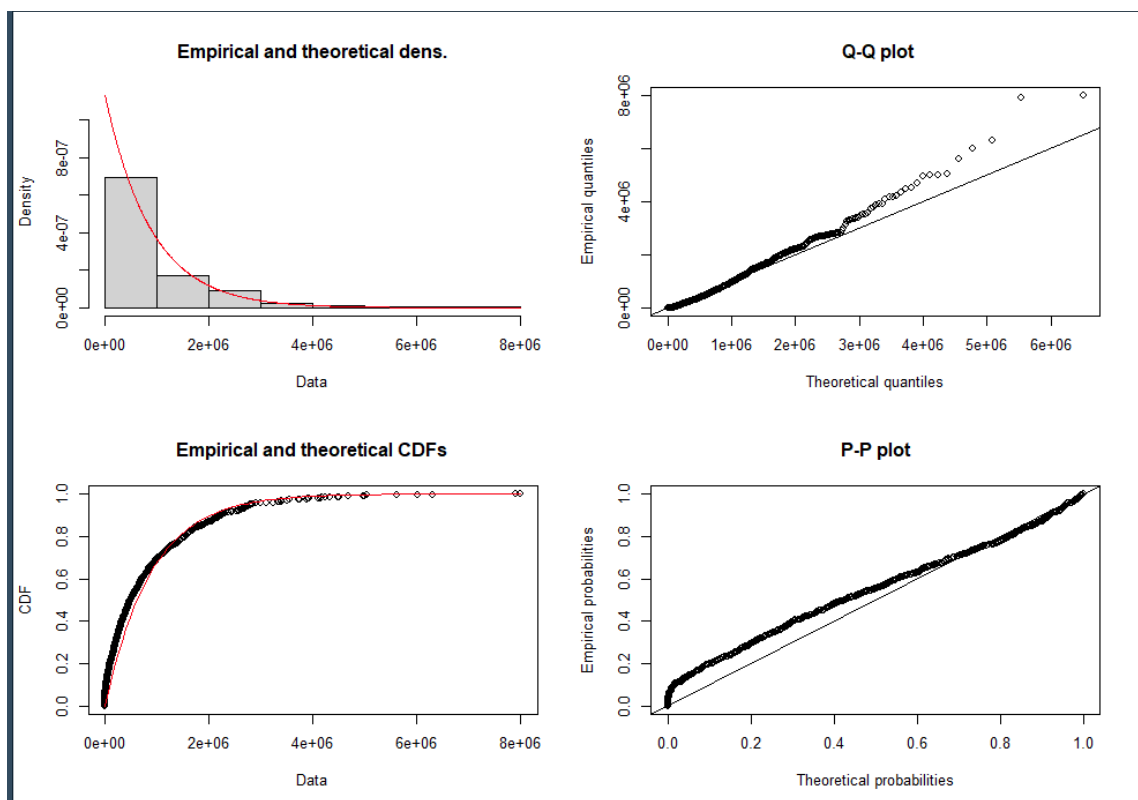 Empirical and theoretical dens.
Density
0e+00 4e-07 8e-07
0e+00 2e+06 4e+06 6e+06 8e+06
Data
Q-Q plot
Empirical quantiles
0e+00 4e+06 8e+06
0e+00 1e+06 2e+06 3e+06 4e+06 5e+06 6e+06
Theoretical quantiles
Empirical and theoretical CDFs
CDF
0.0 0.2 0.4 0.6 0.8 1.0
0e+00 2e+06 4e+06 6e+06 8e+06
Data
P-P plot
Empirical probabilities
0.0 0.2 0.4 0.6 0.8 1.0
0.0 0.2 0.4 0.6 0.8 1.0
Theoretical probabilities